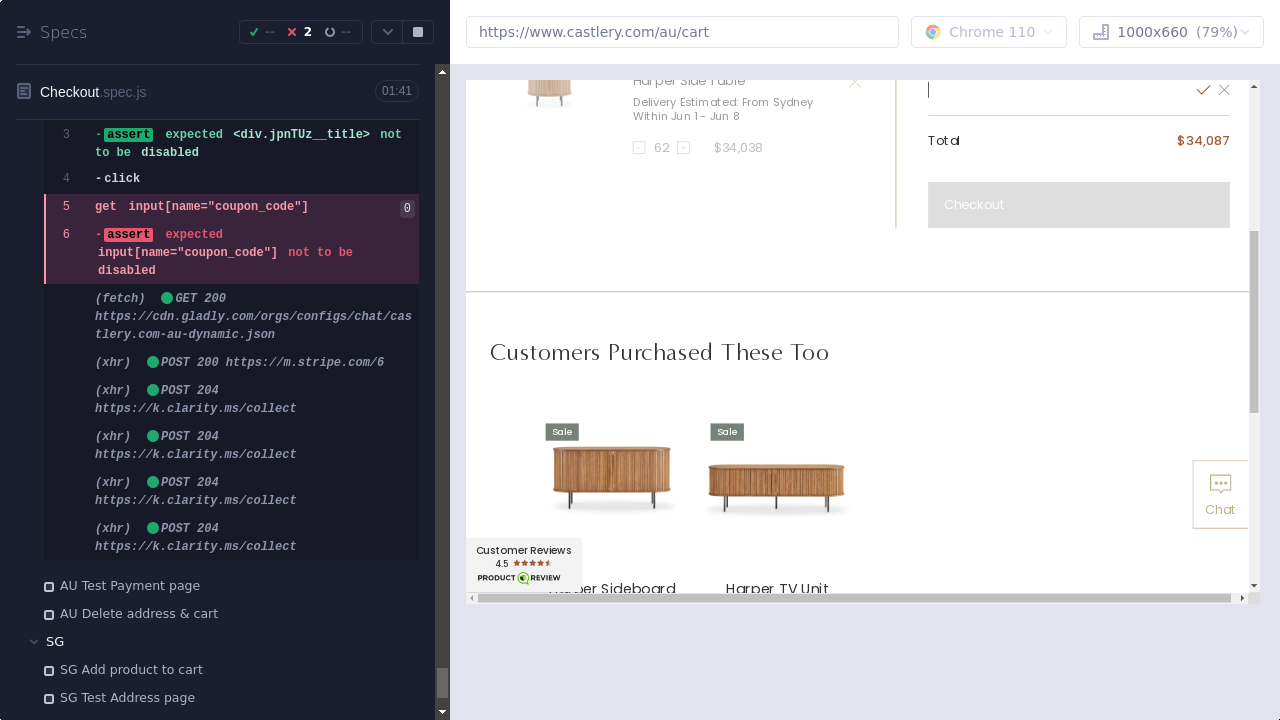 Specs
--
2
--
https://www.castlery.com/au/cart
Chrome 110
1000x660 (79%)
Checkout.spec.js
01:41
3 -assert expected <div.jpnTUz__title> not
to be disabled
4 -click
5 get input[name="coupon_code"]
0
6 -assert expected
input[name="coupon_code"] not to be
disabled
(fetch) GET 200
https://cdn.gladly.com/orgs/configs/chat/cas
tlery.com-au-dynamic.json
(xhr) POST 200 https://m.stripe.com/6
(xhr) POST 204
https://k.clarity.ms/collect
(xhr) POST 204
https://k.clarity.ms/collect
(xhr) POST 204
https://k.clarity.ms/collect
(xhr) POST 204
https://k.clarity.ms/collect
AU Test Payment page
AU Delete address & cart
SG
SG Add product to cart
SG Test Address page
Harper Side Table
Delivery Estimated: From Sydney
Within Jun 1 - Jun 8
62
$34,038
Total
$34,087
Checkout
Customers Purchased These Too
Sale
Sale
Chat
Customer Reviews
4.5
PRODUCT REVIEW
Harper Sideboard
Harper TV Unit